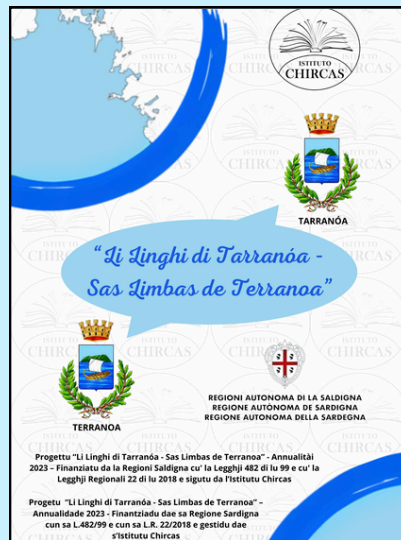 ISTITUTO
CHIRCAS
TARRANÓA
“Li Linghi di Tarranóa -
Sas Limbas de Terranoa”
TERRANOA
REGIONI AUTONOMA DI LA SALDIGNA
REGIONE AUTÒNOMA DE SARDIGNA
REGIONE AUTONOMA DELLA SARDEGNA
Progettu “Li Linghi di Tarranóa - Sas Limbas de Terranoa” - Annualitài
2023 – Finanziatu da la Regioni Saldigna cu' la Legghji 482 di lu 99 e cu' la
Legghji Regionali 22 di lu 2018 e sigutu da l'Istitutu Chircas
Progetu “Li Linghi di Tarranóa - Sas Limbas de Terranoa” –
Annualidade 2023 - Finantziadu dae sa Regione Sardigna
cun sa L.482/99 e cun sa L.R. 22/2018 e gestidu dae
s'Istitutu Chircas